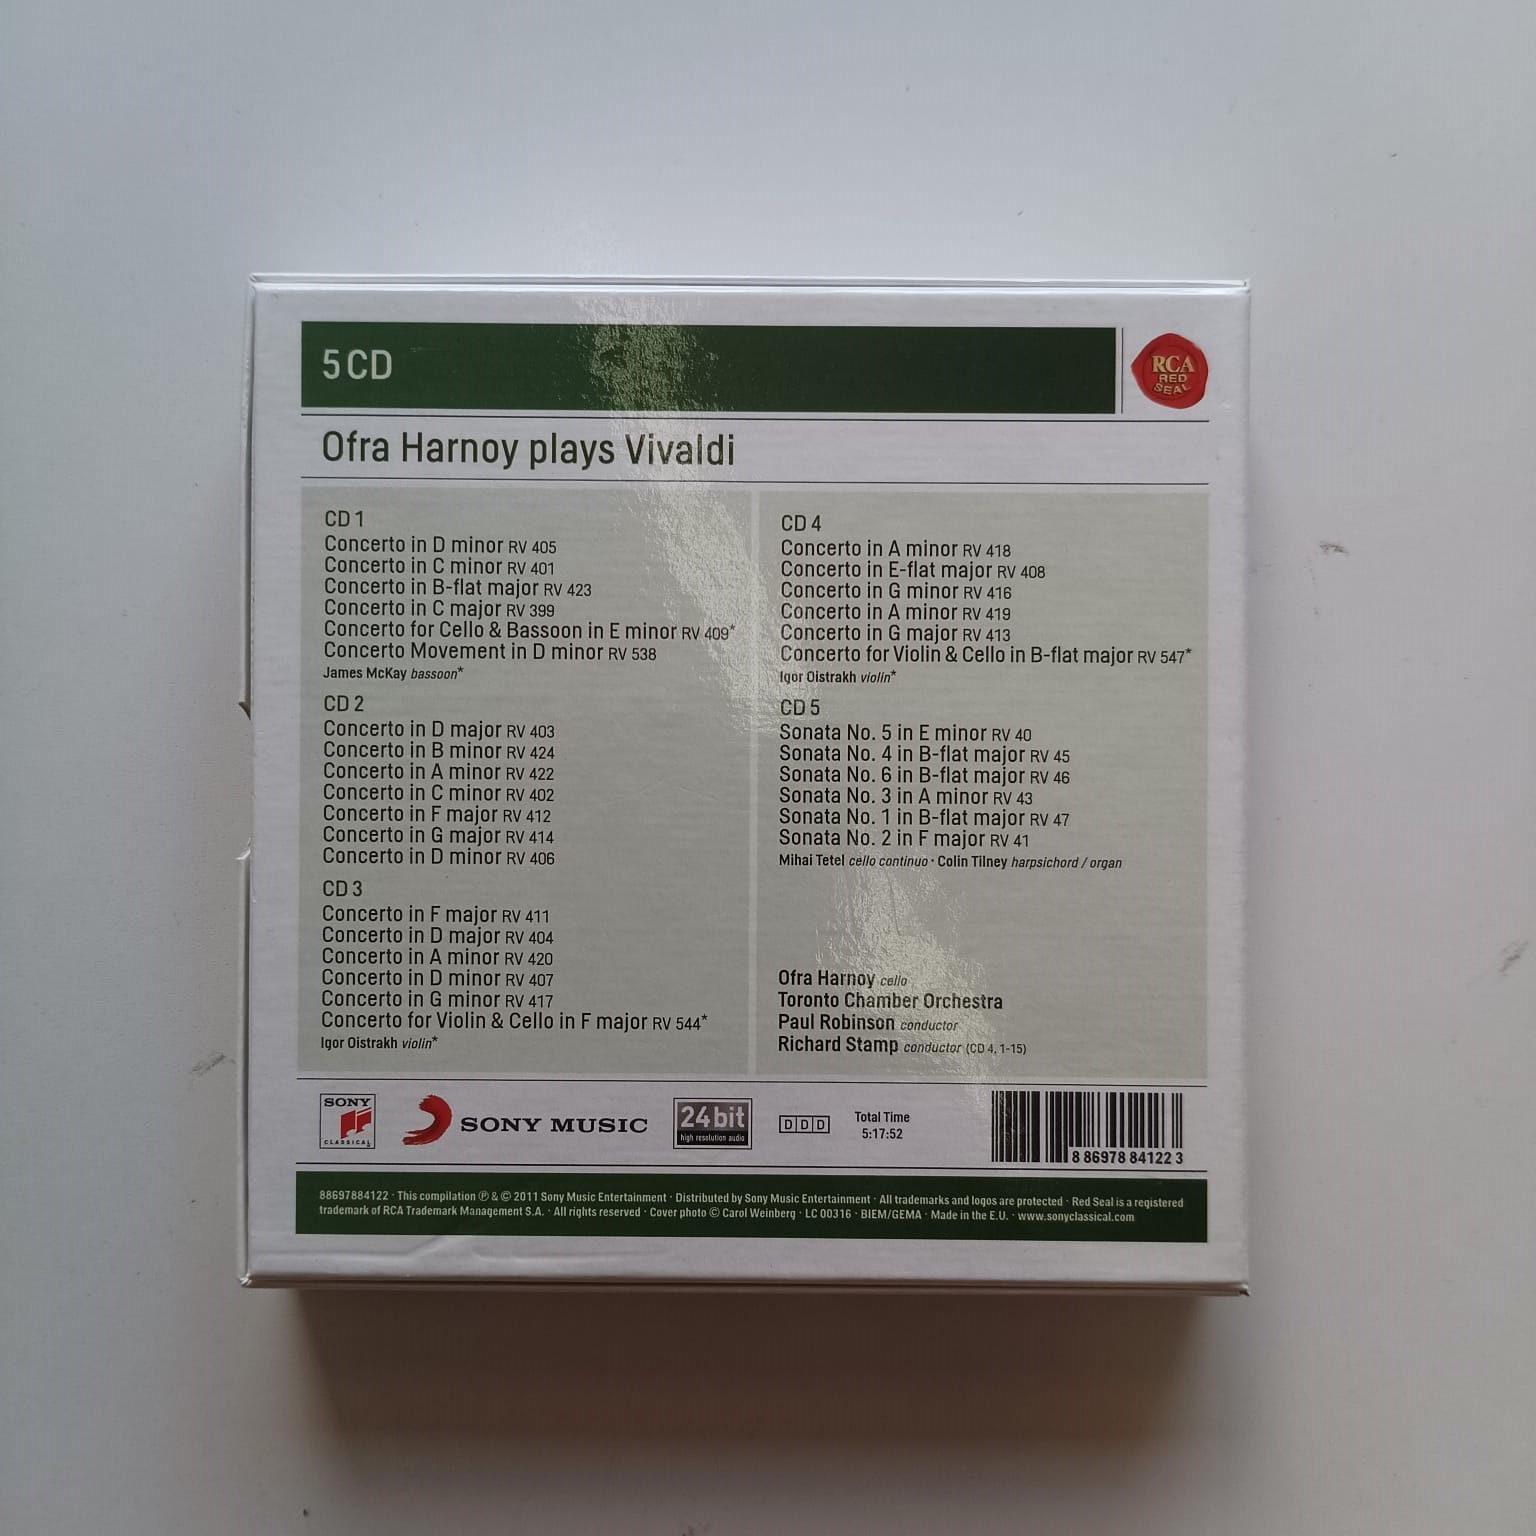 5 CD
RCA
RED
SEAL
Ofra Harnoy plays Vivaldi
CD 1
Concerto in D minor RV 405
Concerto in C minor RV 401
Concerto in B-flat major RV 423
Concerto in C major RV 399
Concerto for Cello & Bassoon in E minor RV 409*
Concerto Movement in D minor RV 538
James McKay bassoon*
CD 2
Concerto in D major RV 403
Concerto in B minor RV 424
Concerto in A minor RV 422
Concerto in C minor RV 402
Concerto in F major RV 412
Concerto in G major RV 414
Concerto in D minor RV 406
CD 3
Concerto in F major RV 411
Concerto in D major RV 404
Concerto in A minor RV 420
Concerto in D minor RV 407
Concerto in G minor RV 417
Concerto for Violin & Cello in F major RV 544*
Igor Oistrakh violin*
CD 4
Concerto in A minor RV 418
Concerto in E-flat major RV 408
Concerto in G minor RV 416
Concerto in A minor RV 419
Concerto in G major RV 413
Concerto for Violin & Cello in B-flat major RV 547*
Igor Oistrakh violin*
CD 5
Sonata No. 5 in E minor RV 40
Sonata No. 4 in B-flat major RV 45
Sonata No. 6 in B-flat major RV 46
Sonata No. 3 in A minor RV 43
Sonata No. 1 in B-flat major RV 47
Sonata No. 2 in F major RV 41
Mihai Tetel cello continuo · Colin Tilney harpsichord / organ
Ofra Harnoy cello
Toronto Chamber Orchestra
Paul Robinson conductor
Richard Stamp conductor (CD 4, 1-15)
SONY
CLASSICAL
SONY MUSIC
24 bit
high resolution audio
DDD
Total Time
5:17:52
8 86978 84122 3
88697884122 · This compilation ℗ & © 2011 Sony Music Entertainment · Distributed by Sony Music Entertainment · All trademarks and logos are protected · Red Seal is a registered
trademark of RCA Trademark Management S.A. · All rights reserved · Cover photo © Carol Weinberg · LC 00316 · BIEM/GEMA · Made in the E.U. · www.sonyclassical.com